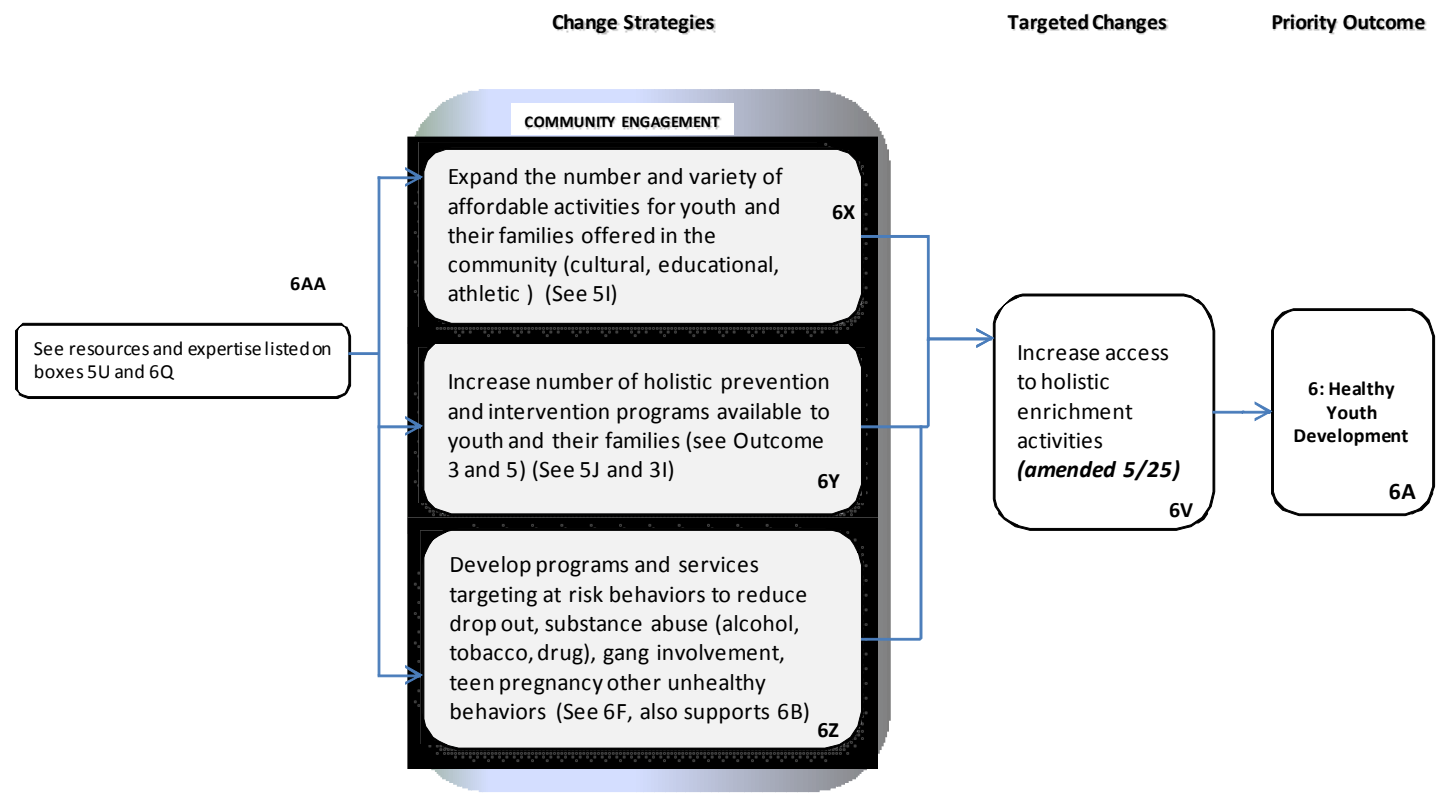 Change Strategies
Targeted Changes
Priority Outcome
COMMUNITY ENGAGEMENT
6AA
See resources and expertise listed on
boxes 5U and 6Q
Expand the number and variety of
affordable activities for youth and
their families offered in the
community (cultural, educational,
athletic ) (See 5I)
6X
Increase number of holistic prevention
and intervention programs available to
youth and their families (see Outcome
3 and 5) (See 5J and 3I)
6Y
Develop programs and services
targeting at risk behaviors to reduce
drop out, substance abuse (alcohol,
tobacco, drug), gang involvement,
teen pregnancy other unhealthy
behaviors (See 6F, also supports 6B)
6Z
Increase access
to holistic
enrichment
activities
(amended 5/25)
6V
6: Healthy
Youth
Development
6A